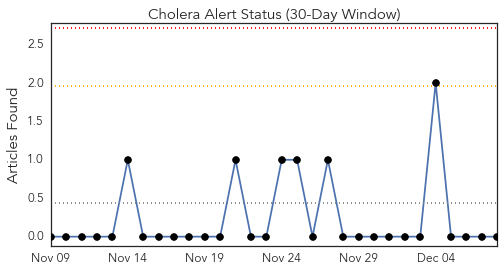 Cholera Alert Status (30-Day Window)
Articles Found
2.5
2.0
1.5
1.0
0.5
0.0
Nov 09 Nov 14 Nov 19 Nov 24 Nov 29 Dec 04